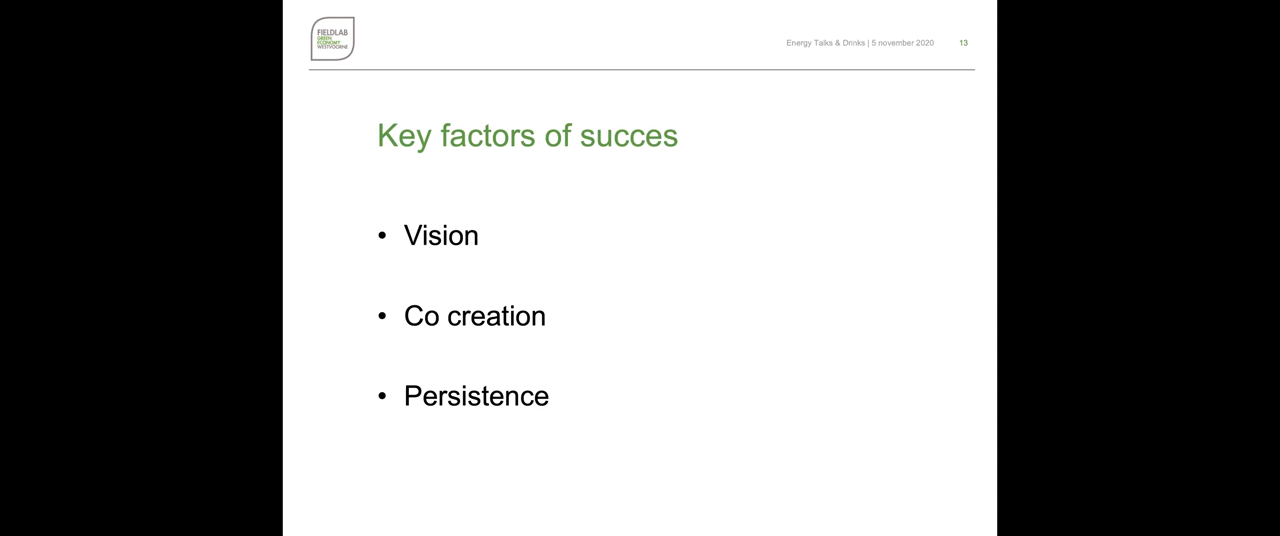 FIELDLAB
GREEN
ECONOMY
WESTVOORNE
Energy Talks & Drinks | 5 november 2020 13
Key factors of succes
• Vision
• Co creation
• Persistence